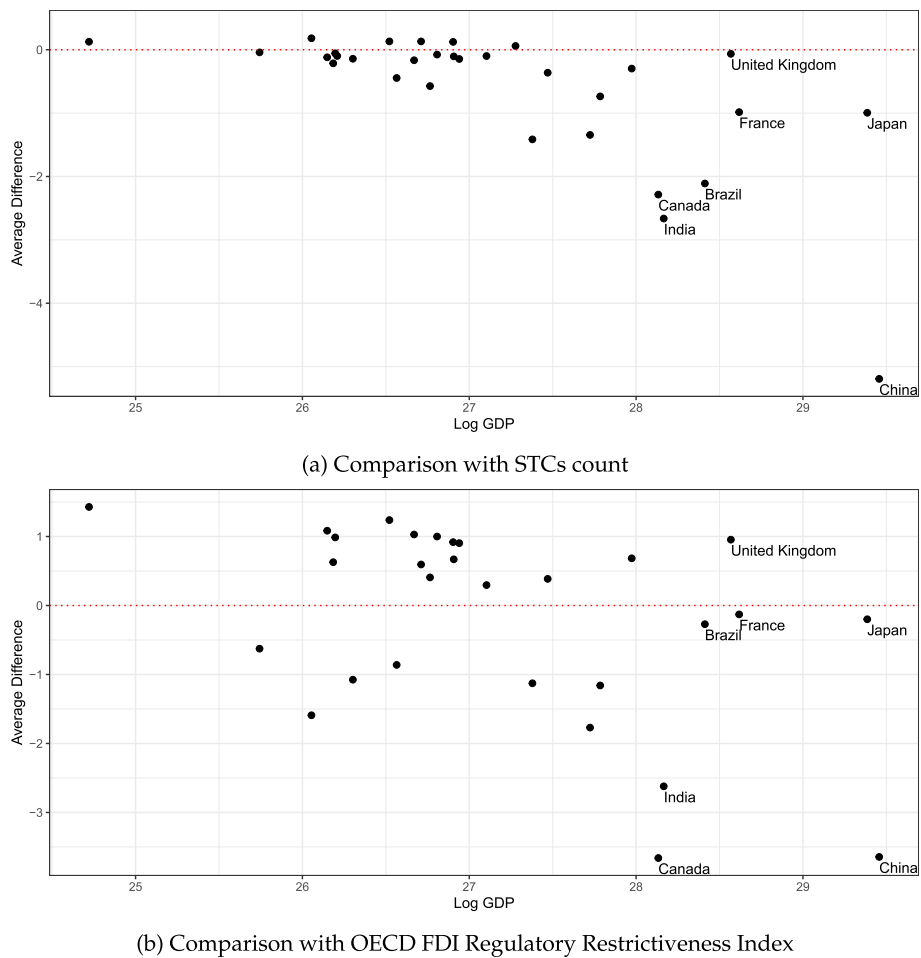 0
−2
−4
Average Difference
United Kingdom
France
Japan
Brazil
Canada
India
China
25
26
27
28
29
Log GDP
(a) Comparison with STCs count
1
0
−1
−2
−3
Average Difference
United Kingdom
France
Brazil
Japan
India
Canada
China
25
26
27
28
29
Log GDP
(b) Comparison with OECD FDI Regulatory Restrictiveness Index